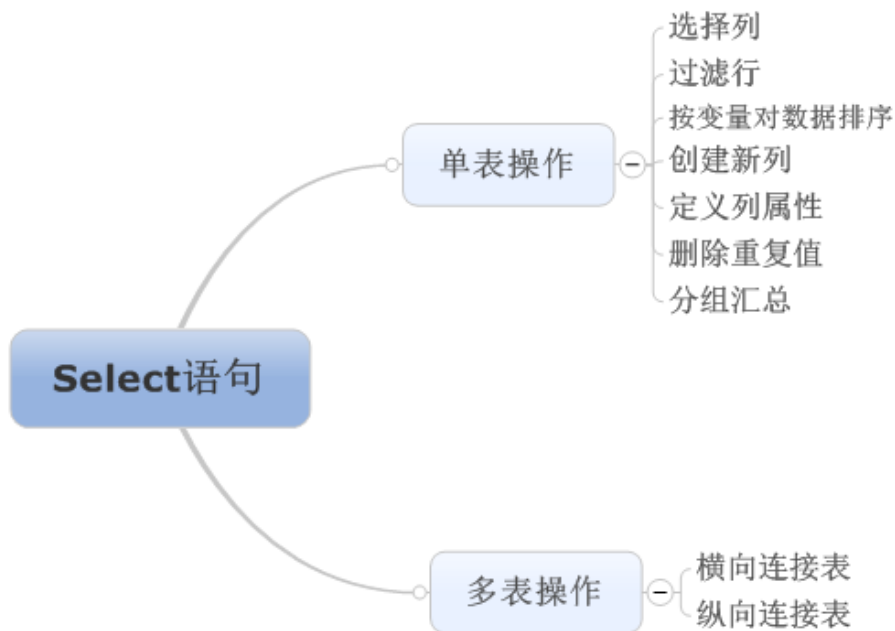 选择列
过滤行
按变量对数据排序
单表操作
创建新列
定义列属性
删除重复值
分组汇总
Select语句
多表操作
横向连接表
纵向连接表